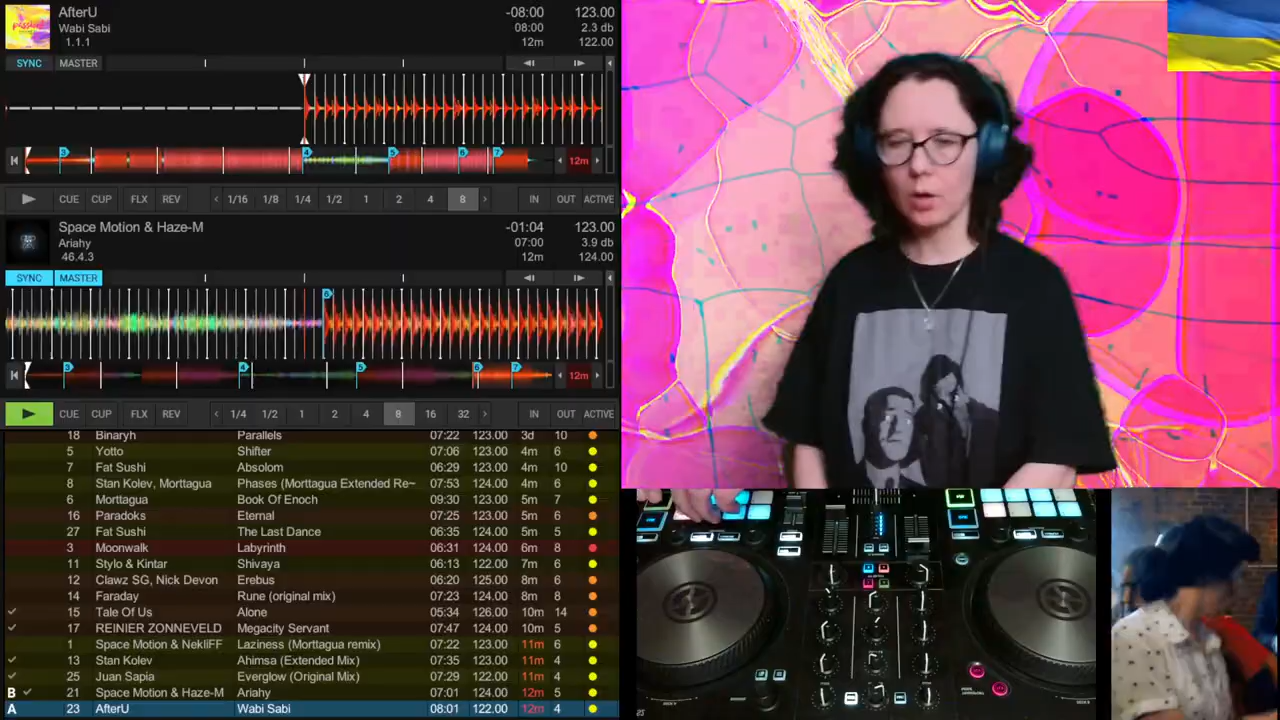 AfterU
-08:00
123.00
Wabi Sabi
08:00
2.3 db
1.1.1
12m
122.00
SYNC MASTER
3 4 5 6 7 12m
CUE CUP FLX REV 1/16 1/8 1/4 1/2 1 2 4 8 IN OUT ACTIVE
Space Motion & Haze-M
-01:04
123.00
Ariahy
07:00
3.9 db
46.4.3
12m
124.00
SYNC MASTER
6
3 4 5 6 7 12m
CUE CUP FLX REV 1/4 1/2 1 2 4 8 16 32 IN OUT ACTIVE
18 Binaryh Parallels 07:22 123.00 3d 10
5 Yotto Shifter 07:06 123.00 4m 6
7 Fat Sushi Absolom 06:29 123.00 4m 10
8 Stan Kolev, Morttagua Phases (Morttagua Extended Re~ 07:53 124.00 4m 6
6 Morttagua Book Of Enoch 09:30 123.00 5m 7
16 Paradoks Eternal 07:25 123.00 5m 6
27 Fat Sushi The Last Dance 06:35 124.00 5m 6
3 Moonwalk Labyrinth 06:31 124.00 6m 8
11 Stylo & Kintar Shivaya 06:13 122.00 7m 6
12 Clawz SG, Nick Devon Erebus 06:20 125.00 8m 6
14 Faraday Rune (original mix) 07:23 124.00 8m 8
15 Tale Of Us Alone 05:34 126.00 10m 14
17 REINIER ZONNEVELD Megacity Servant 07:47 124.00 10m 5
1 Space Motion & NekliFF Laziness (Morttagua remix) 07:22 123.00 11m 6
13 Stan Kolev Ahimsa (Extended Mix) 07:35 123.00 11m 4
25 Juan Sapia Everglow (Original Mix) 07:29 122.00 11m 4
B 21 Space Motion & Haze-M Ariahy 07:01 124.00 12m 5
A 23 AfterU Wabi Sabi 08:01 122.00 12m 4